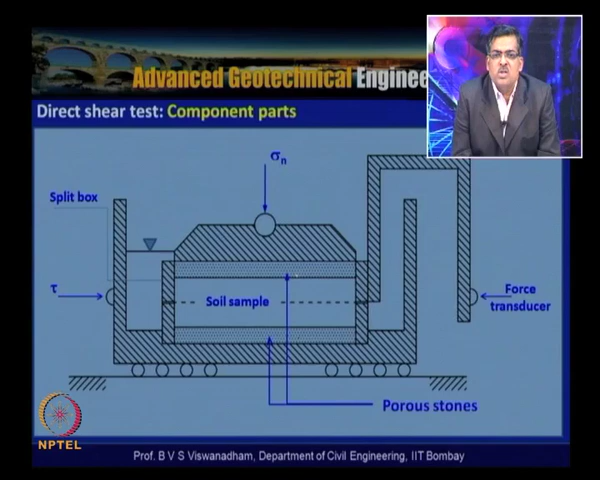 Advanced Geotechnical Enginee
Direct shear test: Component parts
σn
Split box
τ
Soil sample
Force
transducer
Porous stones
NPTEL
Prof. B V S Viswanadham, Department of Civil Engineering, IIT Bombay